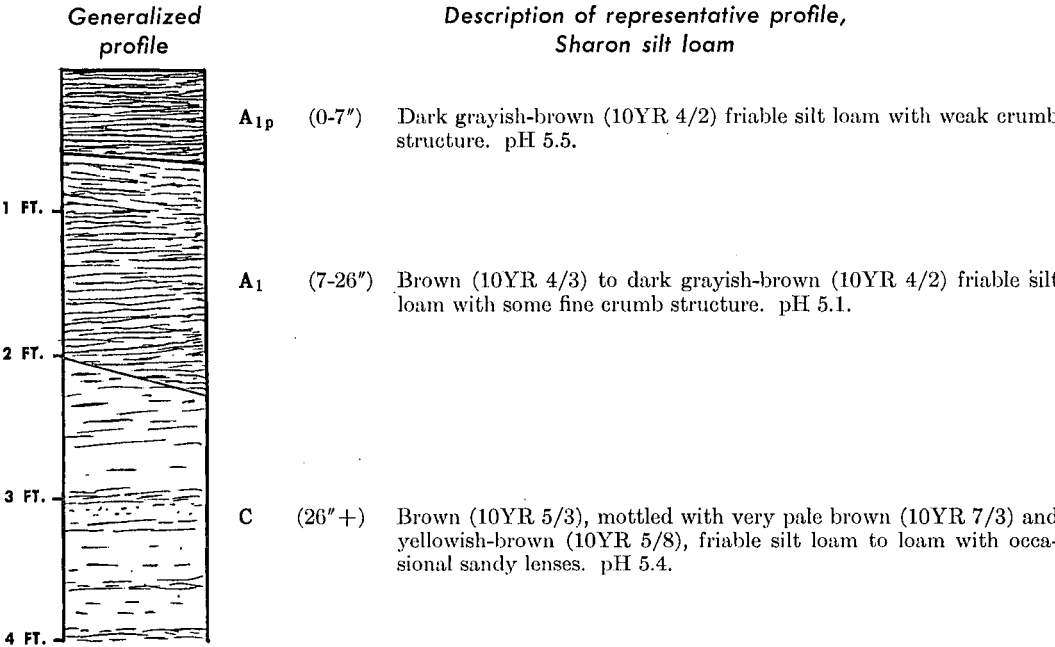 Generalized
profile
Description of representative profile,
Sharon silt loam
A1p (0-7″) Dark grayish-brown (10YR 4/2) friable silt loam with weak crumb
structure. pH 5.5.
1 FT.
A1 (7-26″) Brown (10YR 4/3) to dark grayish-brown (10YR 4/2) friable silt
loam with some fine crumb structure. pH 5.1.
2 FT.
3 FT.
C (26″+) Brown (10YR 5/3), mottled with very pale brown (10YR 7/3) and
yellowish-brown (10YR 5/8), friable silt loam to loam with occa-
sional sandy lenses. pH 5.4.
4 FT.